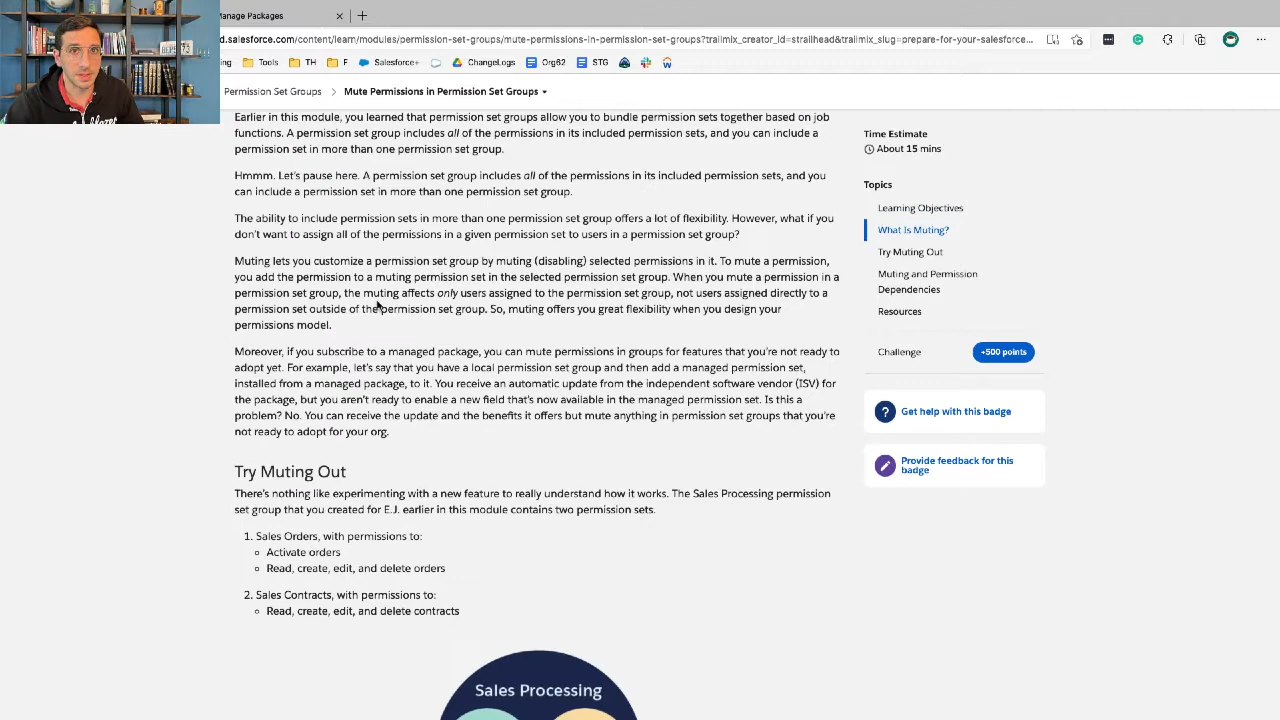 Manage Packages
d.salesforce.com/content/learn/modules/permission-set-groups/mute-permissions-in-permission-set-groups?trailmix_creator_id=strailhead&trailmix_slug=prepare-for-your-salesforce...
ing Tools TH F Salesforce+ ChangeLogs Org62 STG
Permission Set Groups Mute Permissions in Permission Set Groups
Earlier in this module, you learned that permission set groups allow you to bundle permission sets together based on job
functions. A permission set group includes all of the permissions in its included permission sets, and you can include a
permission set in more than one permission set group.
Hmmm. Let's pause here. A permission set group includes all of the permissions in its included permission sets, and you
can include a permission set in more than one permission set group.
The ability to include permission sets in more than one permission set group offers a lot of flexibility. However, what if you
don't want to assign all of the permissions in a given permission set to users in a permission set group?
Muting lets you customize a permission set group by muting (disabling) selected permissions in it. To mute a permission,
you add the permission to a muting permission set in the selected permission set group. When you mute a permission in a
permission set group, the muting affects only users assigned to the permission set group, not users assigned directly to a
permission set outside of the permission set group. So, muting offers you great flexibility when you design your
permissions model.
Moreover, if you subscribe to a managed package, you can mute permissions in groups for features that you're not ready to
adopt yet. For example, let's say that you have a local permission set group and then add a managed permission set,
installed from a managed package, to it. You receive an automatic update from the independent software vendor (ISV) for
the package, but you aren't ready to enable a new field that's now available in the managed permission set. Is this a
problem? No. You can receive the update and the benefits it offers but mute anything in permission set groups that you're
not ready to adopt for your org.
Try Muting Out
There's nothing like experimenting with a new feature to really understand how it works. The Sales Processing permission
set group that you created for E.J. earlier in this module contains two permission sets.
1. Sales Orders, with permissions to:
Activate orders
Read, create, edit, and delete orders
2. Sales Contracts, with permissions to:
Read, create, edit, and delete contracts
Sales Processing
Time Estimate
About 15 mins
Topics
Learning Objectives
What Is Muting?
Try Muting Out
Muting and Permission
Dependencies
Resources
Challenge +500 points
Get help with this badge
Provide feedback for this
badge